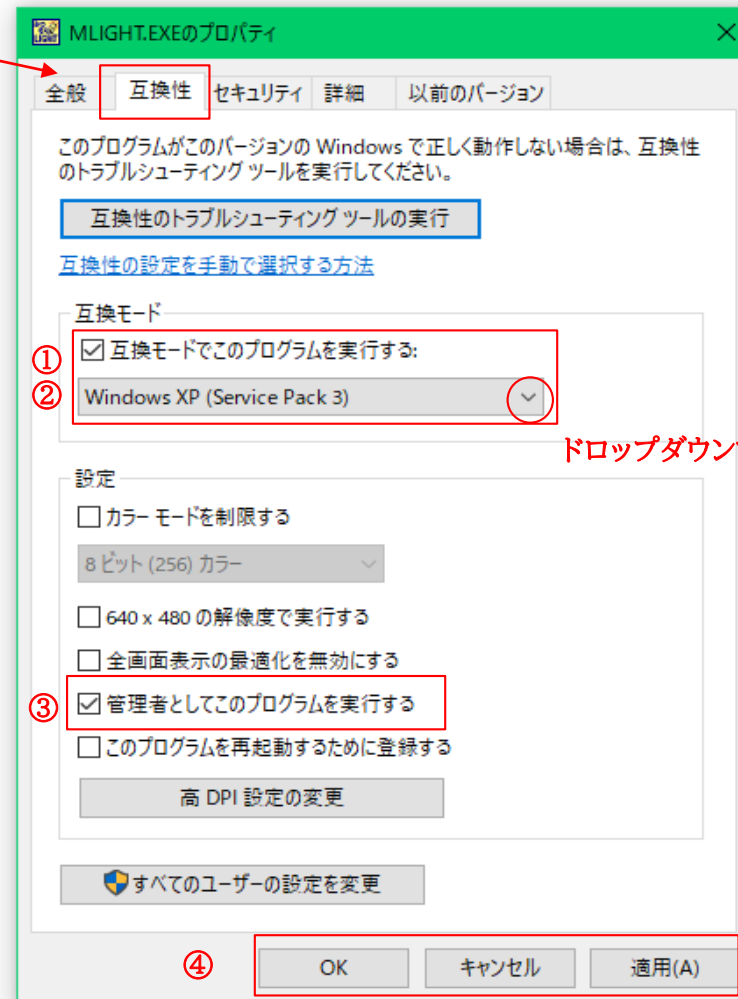 MLIGHT.EXEのプロパティ
全般 互換性 セキュリティ 詳細 以前のバージョン
このプログラムがこのバージョンの Windows で正しく動作しない場合は、互換性
のトラブルシューティング ツールを実行してください。
互換性のトラブルシューティング ツールの実行
互換性の設定を手動で選択する方法
互換モード
① 互換モードでこのプログラムを実行する:
② Windows XP (Service Pack 3)
ドロップダウン
設定
カラー モードを制限する
8 ビット (256) カラー
640 x 480 の解像度で実行する
全画面表示の最適化を無効にする
③ 管理者としてこのプログラムを実行する
このプログラムを再起動するために登録する
高 DPI 設定の変更
すべてのユーザーの設定を変更
④ OK キャンセル 適用(A)